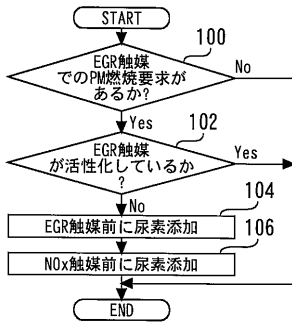 START
100
EGR触媒
でのPM燃焼要求が
あるか?
No
Yes
102
EGR触媒
が活性化しているか
?
Yes
No
104
EGR触媒前に尿素添加
106
NOx触媒前に尿素添加
END